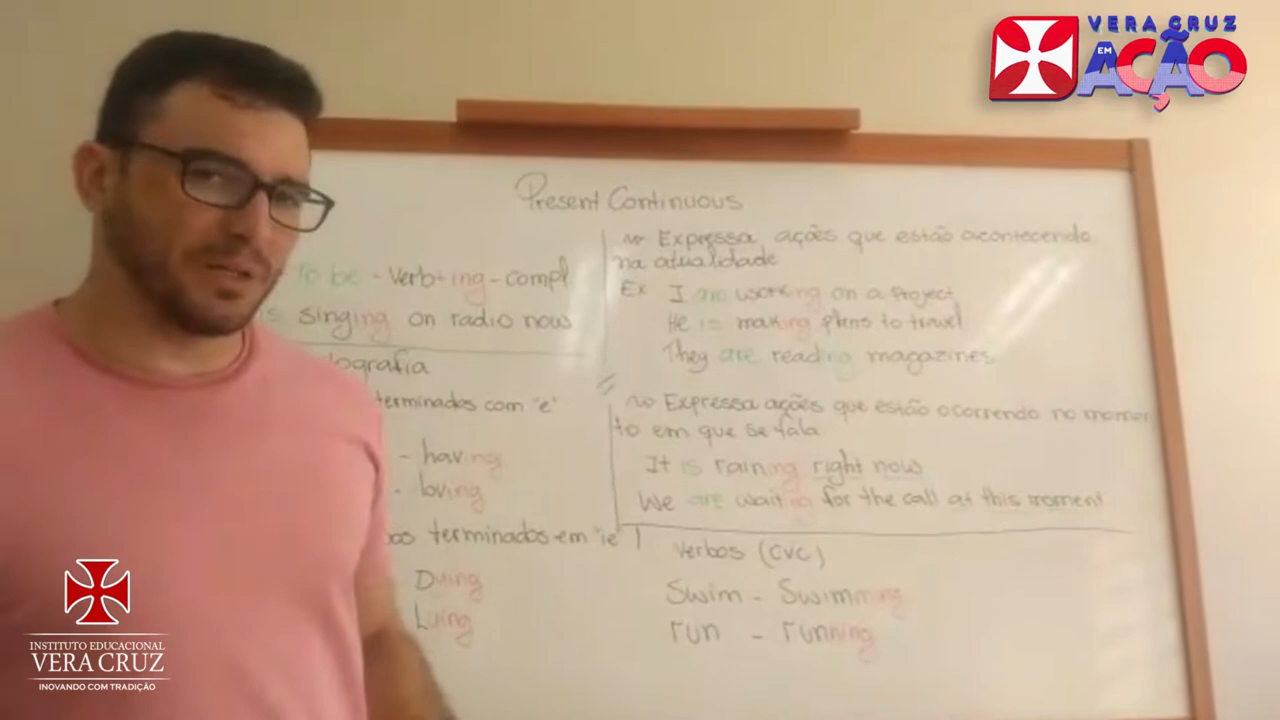 VERA CRUZ
EM
AÇÃO
Present Continuous
To be - Verb+ing - compl
is singing on radio now
ografia
terminados com "e"
- having
- loving
terminados em "ie"
Dying
Lying
Expressa ações que estão acontecendo
na atualidade
Ex I am working on a project
He is making plans to travel
They are reading magazines
Expressa ações que estão ocorrendo no momen
to em que se fala
It is raining right now
We are waiting for the call at this moment
Verbos (CVC)
Swim - Swimming
run - running
INSTITUTO EDUCACIONAL
VERA CRUZ
INOVANDO COM TRADIÇÃO